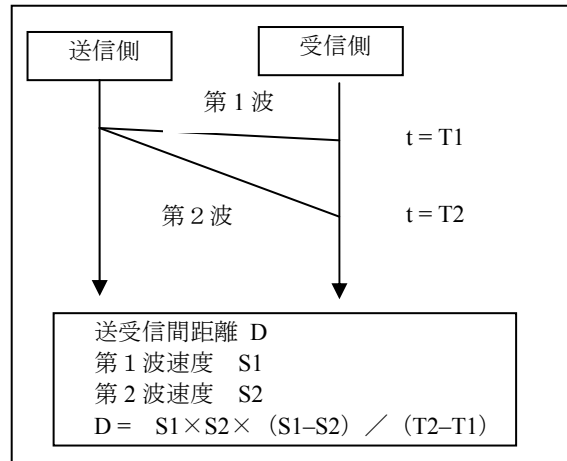 送信側
受信側
第１波
t = T1
第２波
t = T2
送受信間距離 D
第１波速度 S1
第２波速度 S2
D = S1×S2×（S1–S2）／（T2–T1）